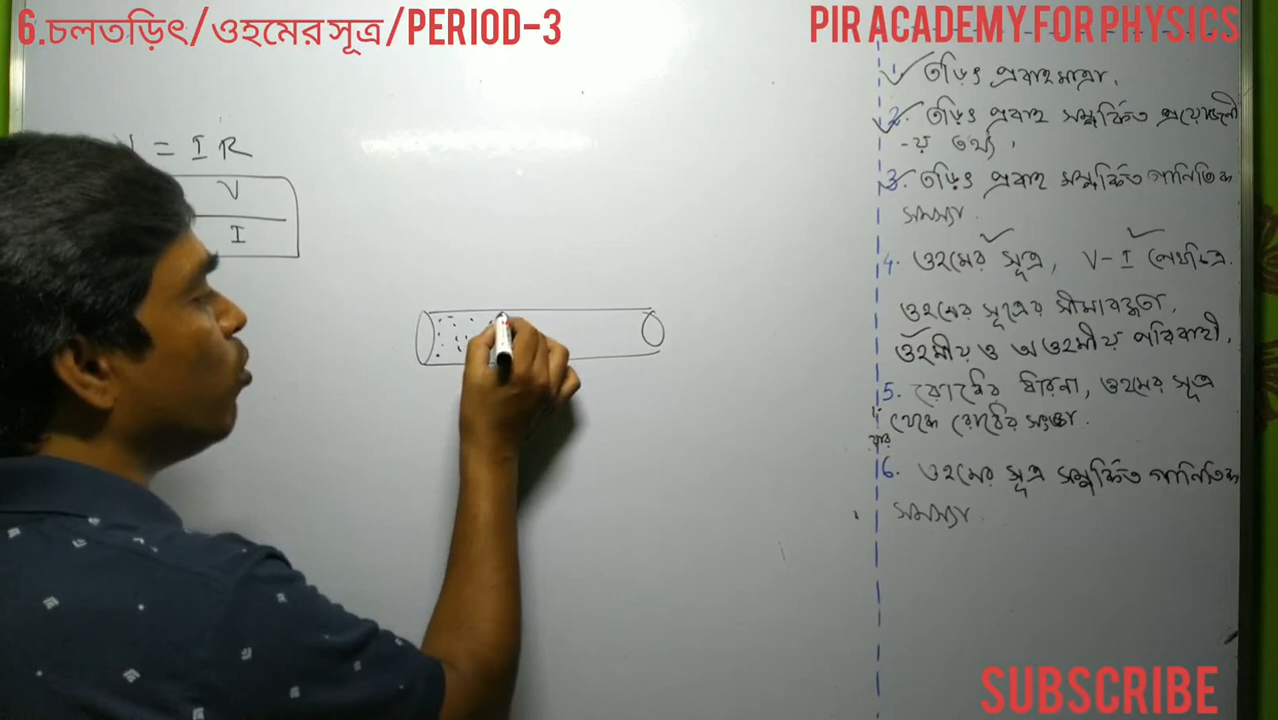 6.চলতড়িৎ/ওহমের সূত্র/PERIOD-3
PIR ACADEMY FOR PHYSICS
V = I R
V
I
1. তড়িৎ প্রবাহমাত্রা,
2. তড়িৎ প্রবাহ সম্পর্কিত প্রয়োজনী
-য় তথ্য ।
3. তড়িৎ প্রবাহ সম্পর্কিত গানিতিক
সমস্যা.
4. ওহমের সূত্র, V-I লেখচিত্র.
ওহমের সূত্রের সীমাবদ্ধতা,
ওহমীয় ও অওহমীয় পরিবাহী,
5. রোধের ধারনা, ওহমের সূত্র
থেকে রোধের সংজ্ঞা.
6. ওহমের সূত্র সম্পর্কিত গানিতিক
সমস্যা.
SUBSCRIBE